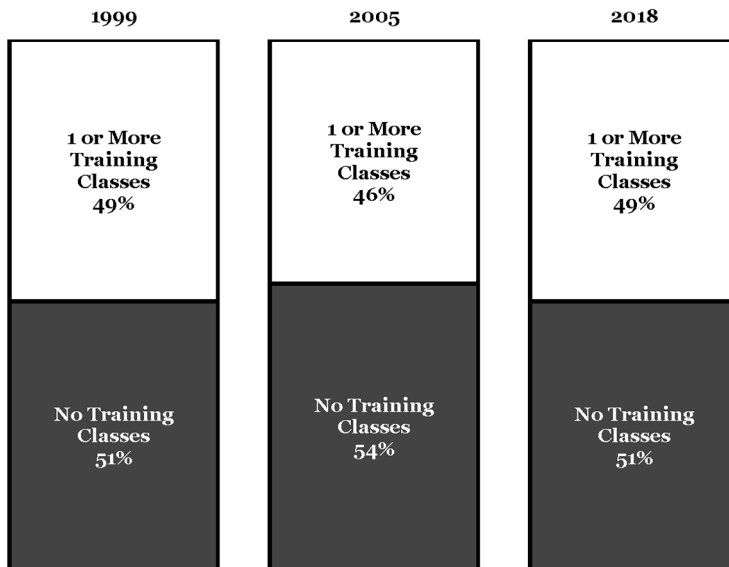 1999
2005
2018
1 or More
Training
Classes
49%
1 or More
Training
Classes
46%
1 or More
Training
Classes
49%
No Training
Classes
51%
No Training
Classes
54%
No Training
Classes
51%